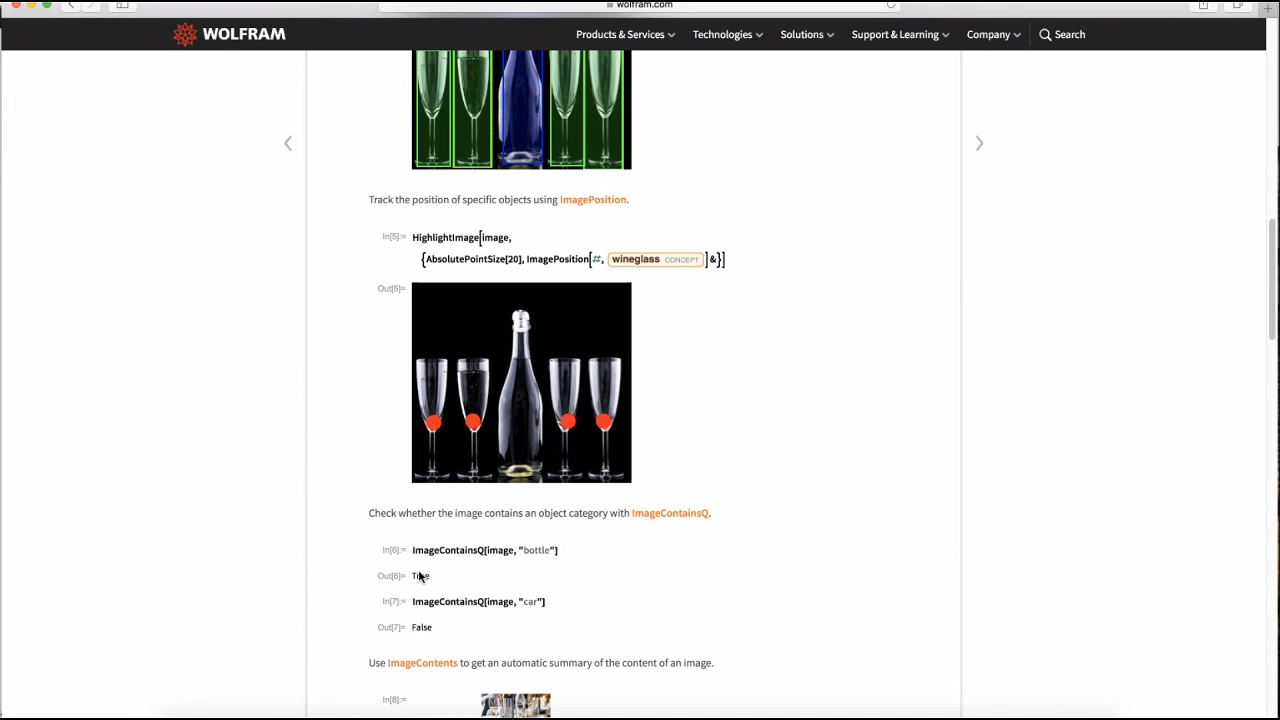 wolfram.com
WOLFRAM
Products & Services
Technologies
Solutions
Support & Learning
Company
Search
Track the position of specific objects using ImagePosition.
In[5]:= HighlightImage[image,
{AbsolutePointSize[20], ImagePosition[#, wineglass CONCEPT ] &}]
Out[5]=
Check whether the image contains an object category with ImageContainsQ.
In[6]:= ImageContainsQ[image, "bottle"]
Out[6]= True
In[7]:= ImageContainsQ[image, "car"]
Out[7]= False
Use ImageContents to get an automatic summary of the content of an image.
In[8]:=